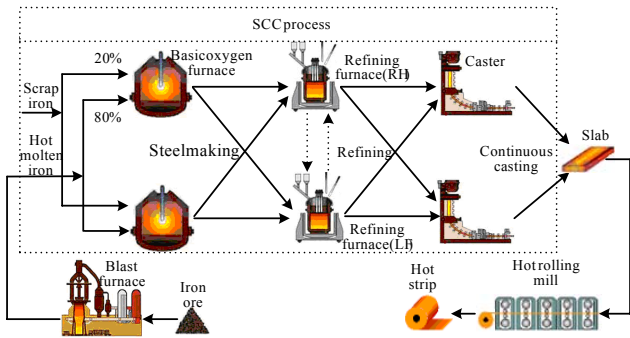 SCC process
20%
Basicoxygen
furnace
Refining
furnace(RH)
Caster
Scrap
iron
80%
Hot
molten
iron
Steelmaking
Refining
Continuous
casting
Slab
Refining
furnace(LF)
Blast
furnace
Iron
ore
Hot
strip
Hot rolling
mill